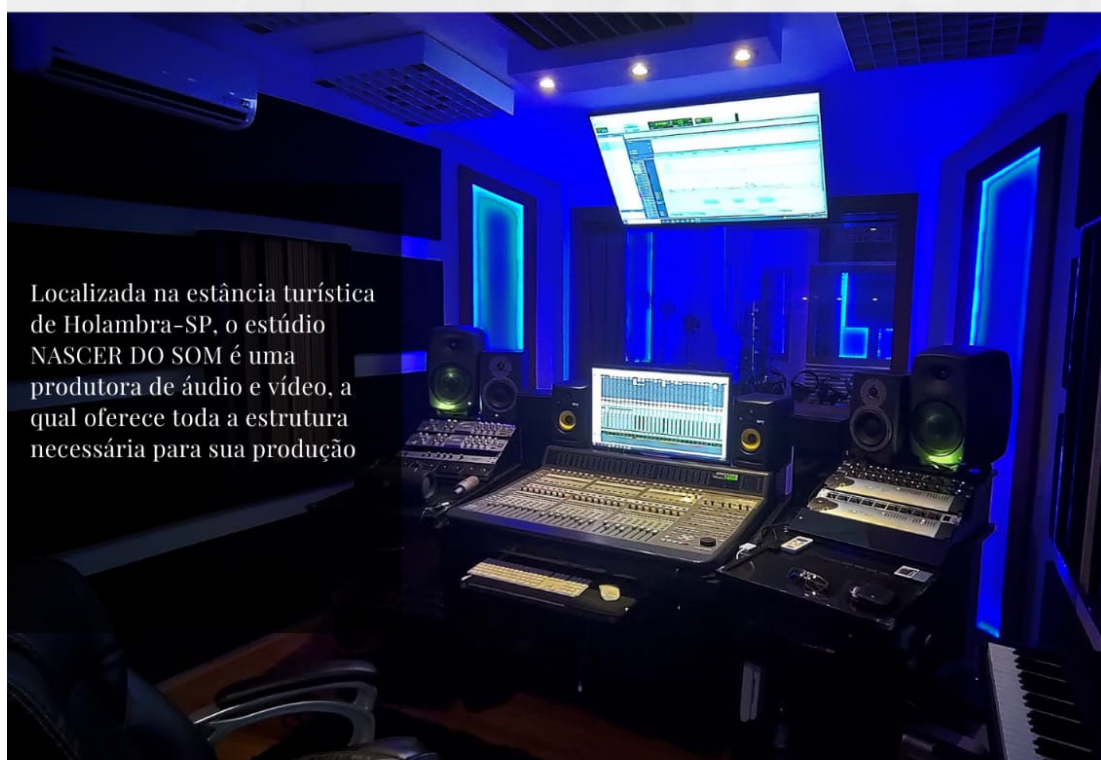 Localizada na estância turística
de Holambra-SP, o estúdio
NASCER DO SOM é uma
produtora de áudio e vídeo, a
qual oferece toda a estrutura
necessária para sua produção